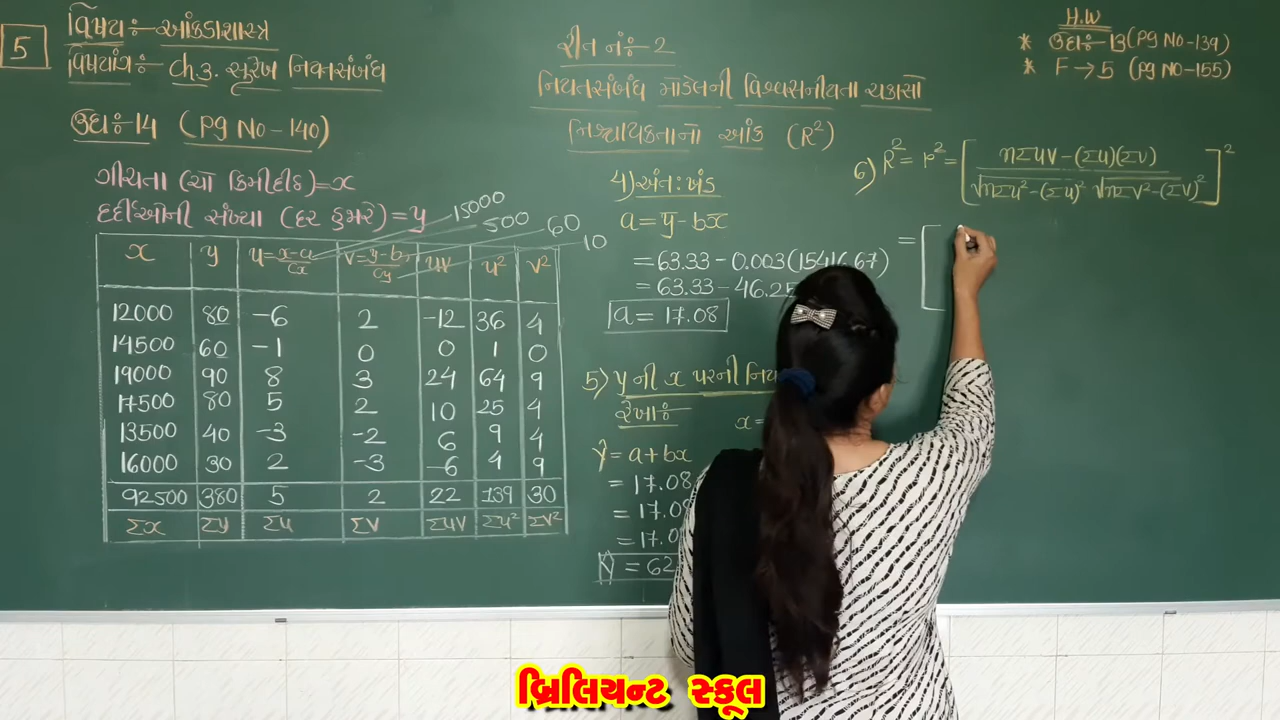 5
વિષય:- આંકડાશાસ્ત્ર
વિષયાંગ:- Ch.3. સુરેખ નિયતસંબંધ
ઉદા:-14 (Pg No-140)
ગીચતા (ચો કિમીદીઠ)=x
દર્દીઓની સંખ્યા (દર હજારે)=y
15000
500
60
10
x y u=x-a/Cx v=y-b/Cy uv u² v²
12000 80 -6 2 -12 36 4
14500 60 -1 0 0 1 0
19000 90 8 3 24 64 9
17500 80 5 2 10 25 4
13500 40 -3 -2 6 9 4
16000 30 2 -3 -6 4 9
92500 380 5 2 22 139 30
Σx Σy Σu Σv Σuv Σu² Σv²
રીત નં:-2
નિયતસંબંધ મોડેલની વિશ્વસનીયતા ચકાસો
નિશ્ચાયકતાનો આંક (R²)
4) અંત:ખંડ
a=y̅-bx̅
=63.33-0.003(15416.67)
=63.33-46.25
a=17.08
5) y ની x પરની
રેખા:-
x=
ŷ=a+bx
=17.08
=17.0
=17.0
ŷ=62
H.W
* ઉદા:-13(Pg No-139)
* F→5 (Pg No-155)
6) R²=r²=[nΣuv-(Σu)(Σv)/√nΣu²-(Σu)² √nΣv²-(Σv)²]²
=[
બ્રિલિયન્ટ સ્કૂલ